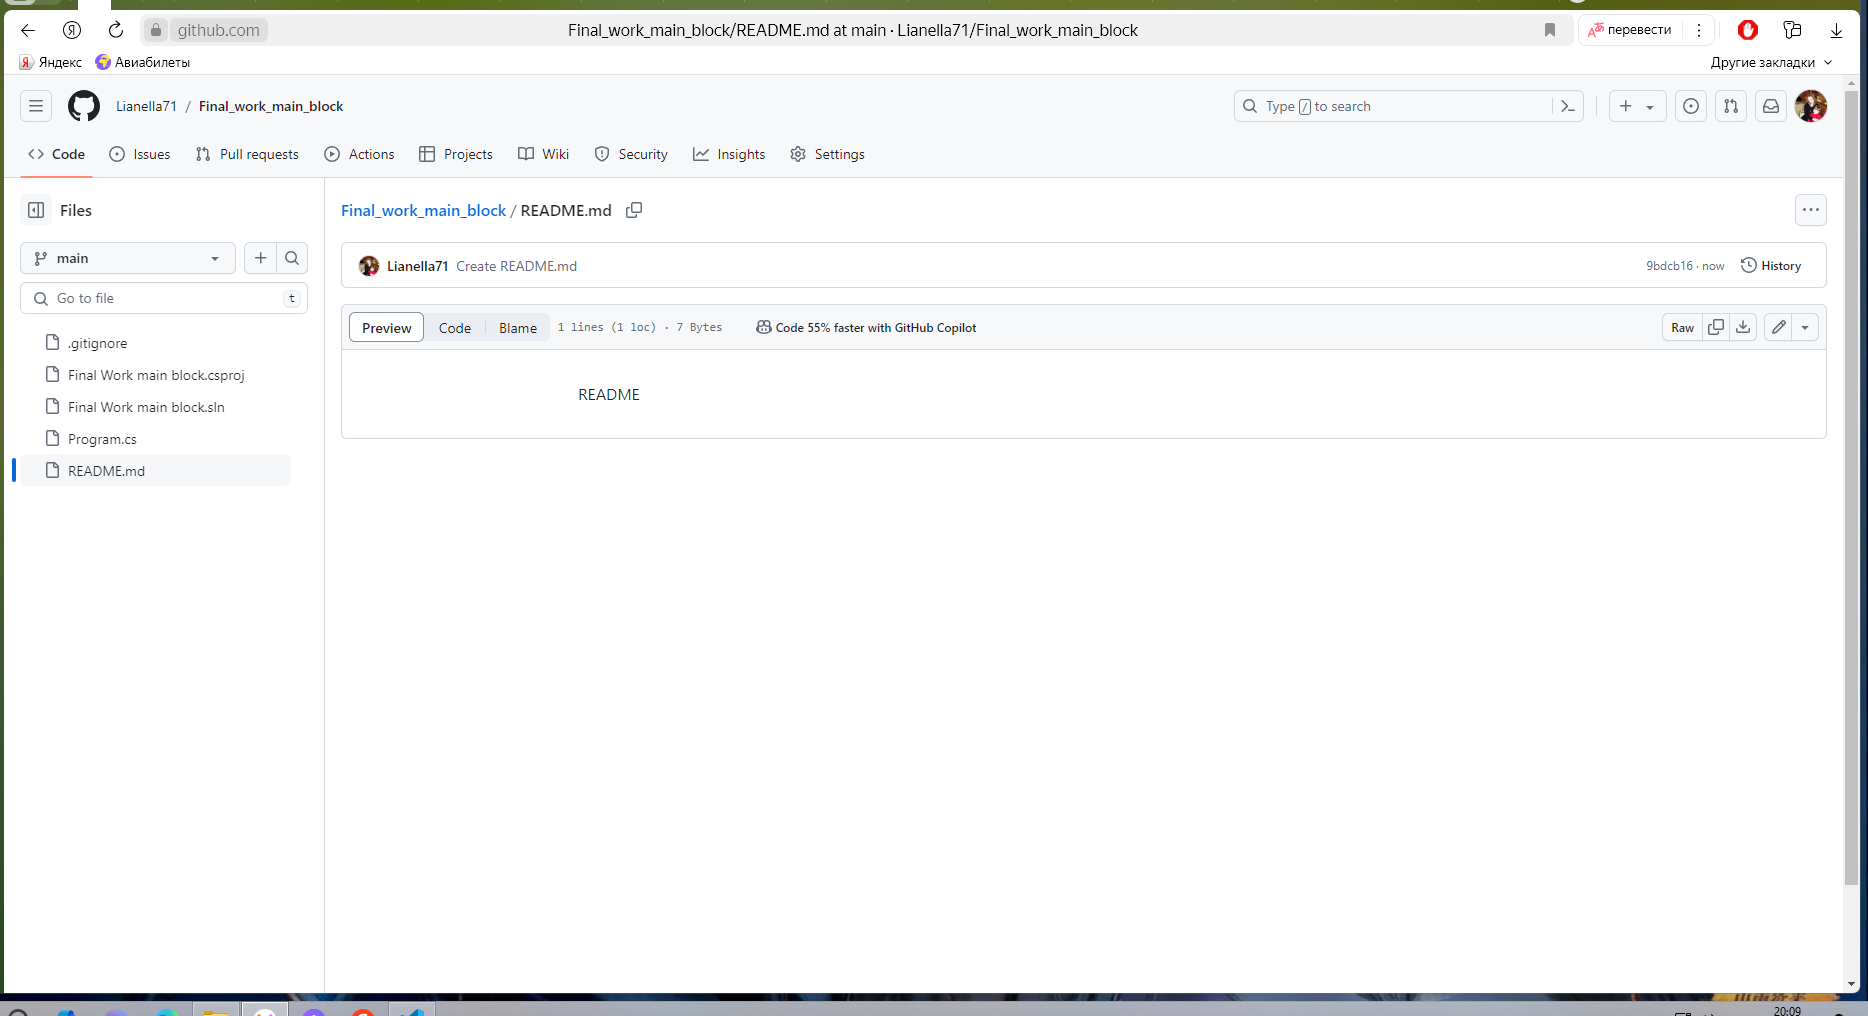 github.com
Final_work_main_block/README.md at main · Lianella71/Final_work_main_block
перевести
Яндекс
Авиабилеты
Другие закладки
Lianella71 / Final_work_main_block
Type / to search
Code
Issues
Pull requests
Actions
Projects
Wiki
Security
Insights
Settings
Files
main
Go to file
t
.gitignore
Final Work main block.csproj
Final Work main block.sln
Program.cs
README.md
Final_work_main_block / README.md
Lianella71 Create README.md
9bdcb16 · now
History
Preview
Code
Blame
1 lines (1 loc) · 7 Bytes
Code 55% faster with GitHub Copilot
Raw
README
20:09